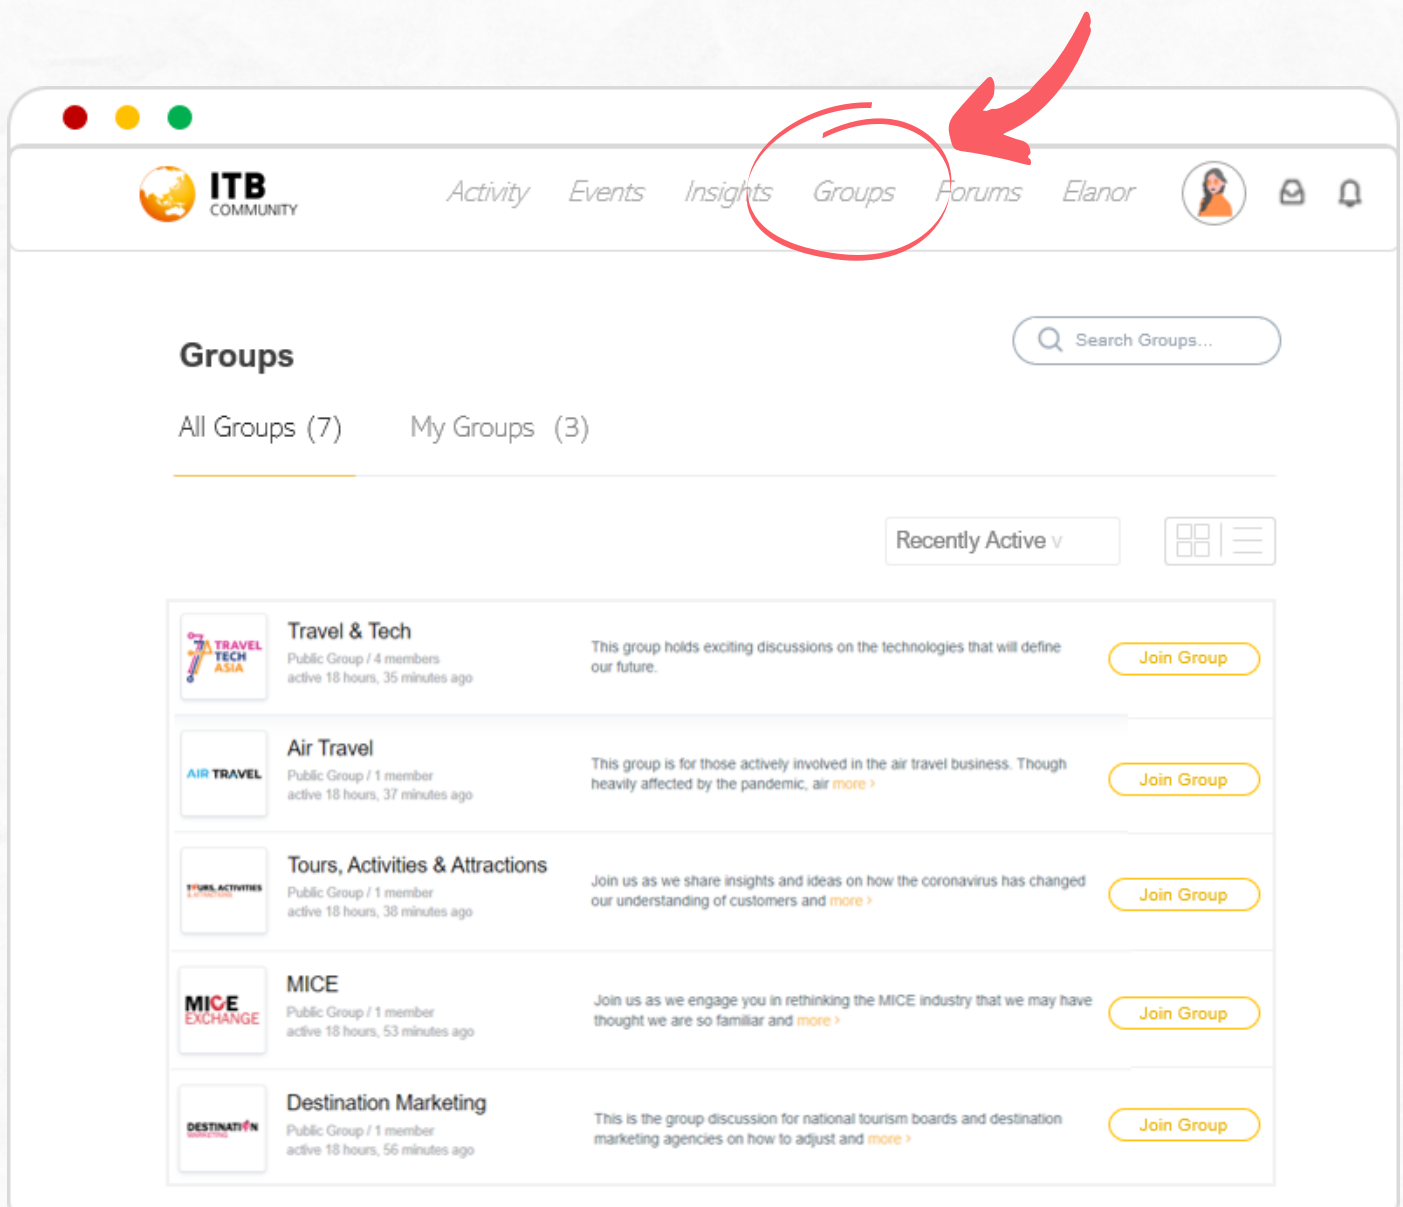 ITB
COMMUNITY
Activity Events Insights Groups Forums Elanor
Groups
Search Groups...
All Groups (7) My Groups (3)
Recently Active v
TRAVEL
TECH
ASIA
Travel & Tech
Public Group / 4 members
active 18 hours, 35 minutes ago
This group holds exciting discussions on the technologies that will define
our future.
Join Group
AIR TRAVEL
Air Travel
Public Group / 1 member
active 18 hours, 37 minutes ago
This group is for those actively involved in the air travel business. Though
heavily affected by the pandemic, air more >
Join Group
TOURS, ACTIVITIES
& ATTRACTIONS
Tours, Activities & Attractions
Public Group / 1 member
active 18 hours, 38 minutes ago
Join us as we share insights and ideas on how the coronavirus has changed
our understanding of customers and more >
Join Group
MICE
EXCHANGE
MICE
Public Group / 1 member
active 18 hours, 53 minutes ago
Join us as we engage you in rethinking the MICE industry that we may have
thought we are so familiar and more >
Join Group
DESTINATION
MARKETING
Destination Marketing
Public Group / 1 member
active 18 hours, 56 minutes ago
This is the group discussion for national tourism boards and destination
marketing agencies on how to adjust and more >
Join Group